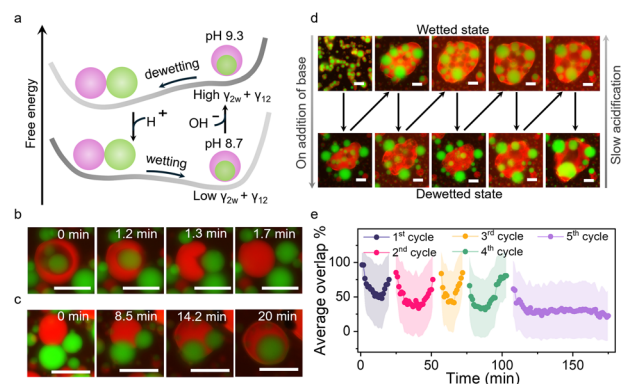 a
Free energy
pH 9.3
dewetting
High γ2w + γ12
H+
OH−
pH 8.7
wetting
Low γ2w + γ12
b
0 min
1.2 min
1.3 min
1.7 min
c
0 min
8.5 min
14.2 min
20 min
d
Wetted state
On addition of base
Slow acidification
Dewetted state
e
1st cycle
3rd cycle
5th cycle
2nd cycle
4th cycle
Average overlap %
100
50
0
0
50
100
150
Time (min)